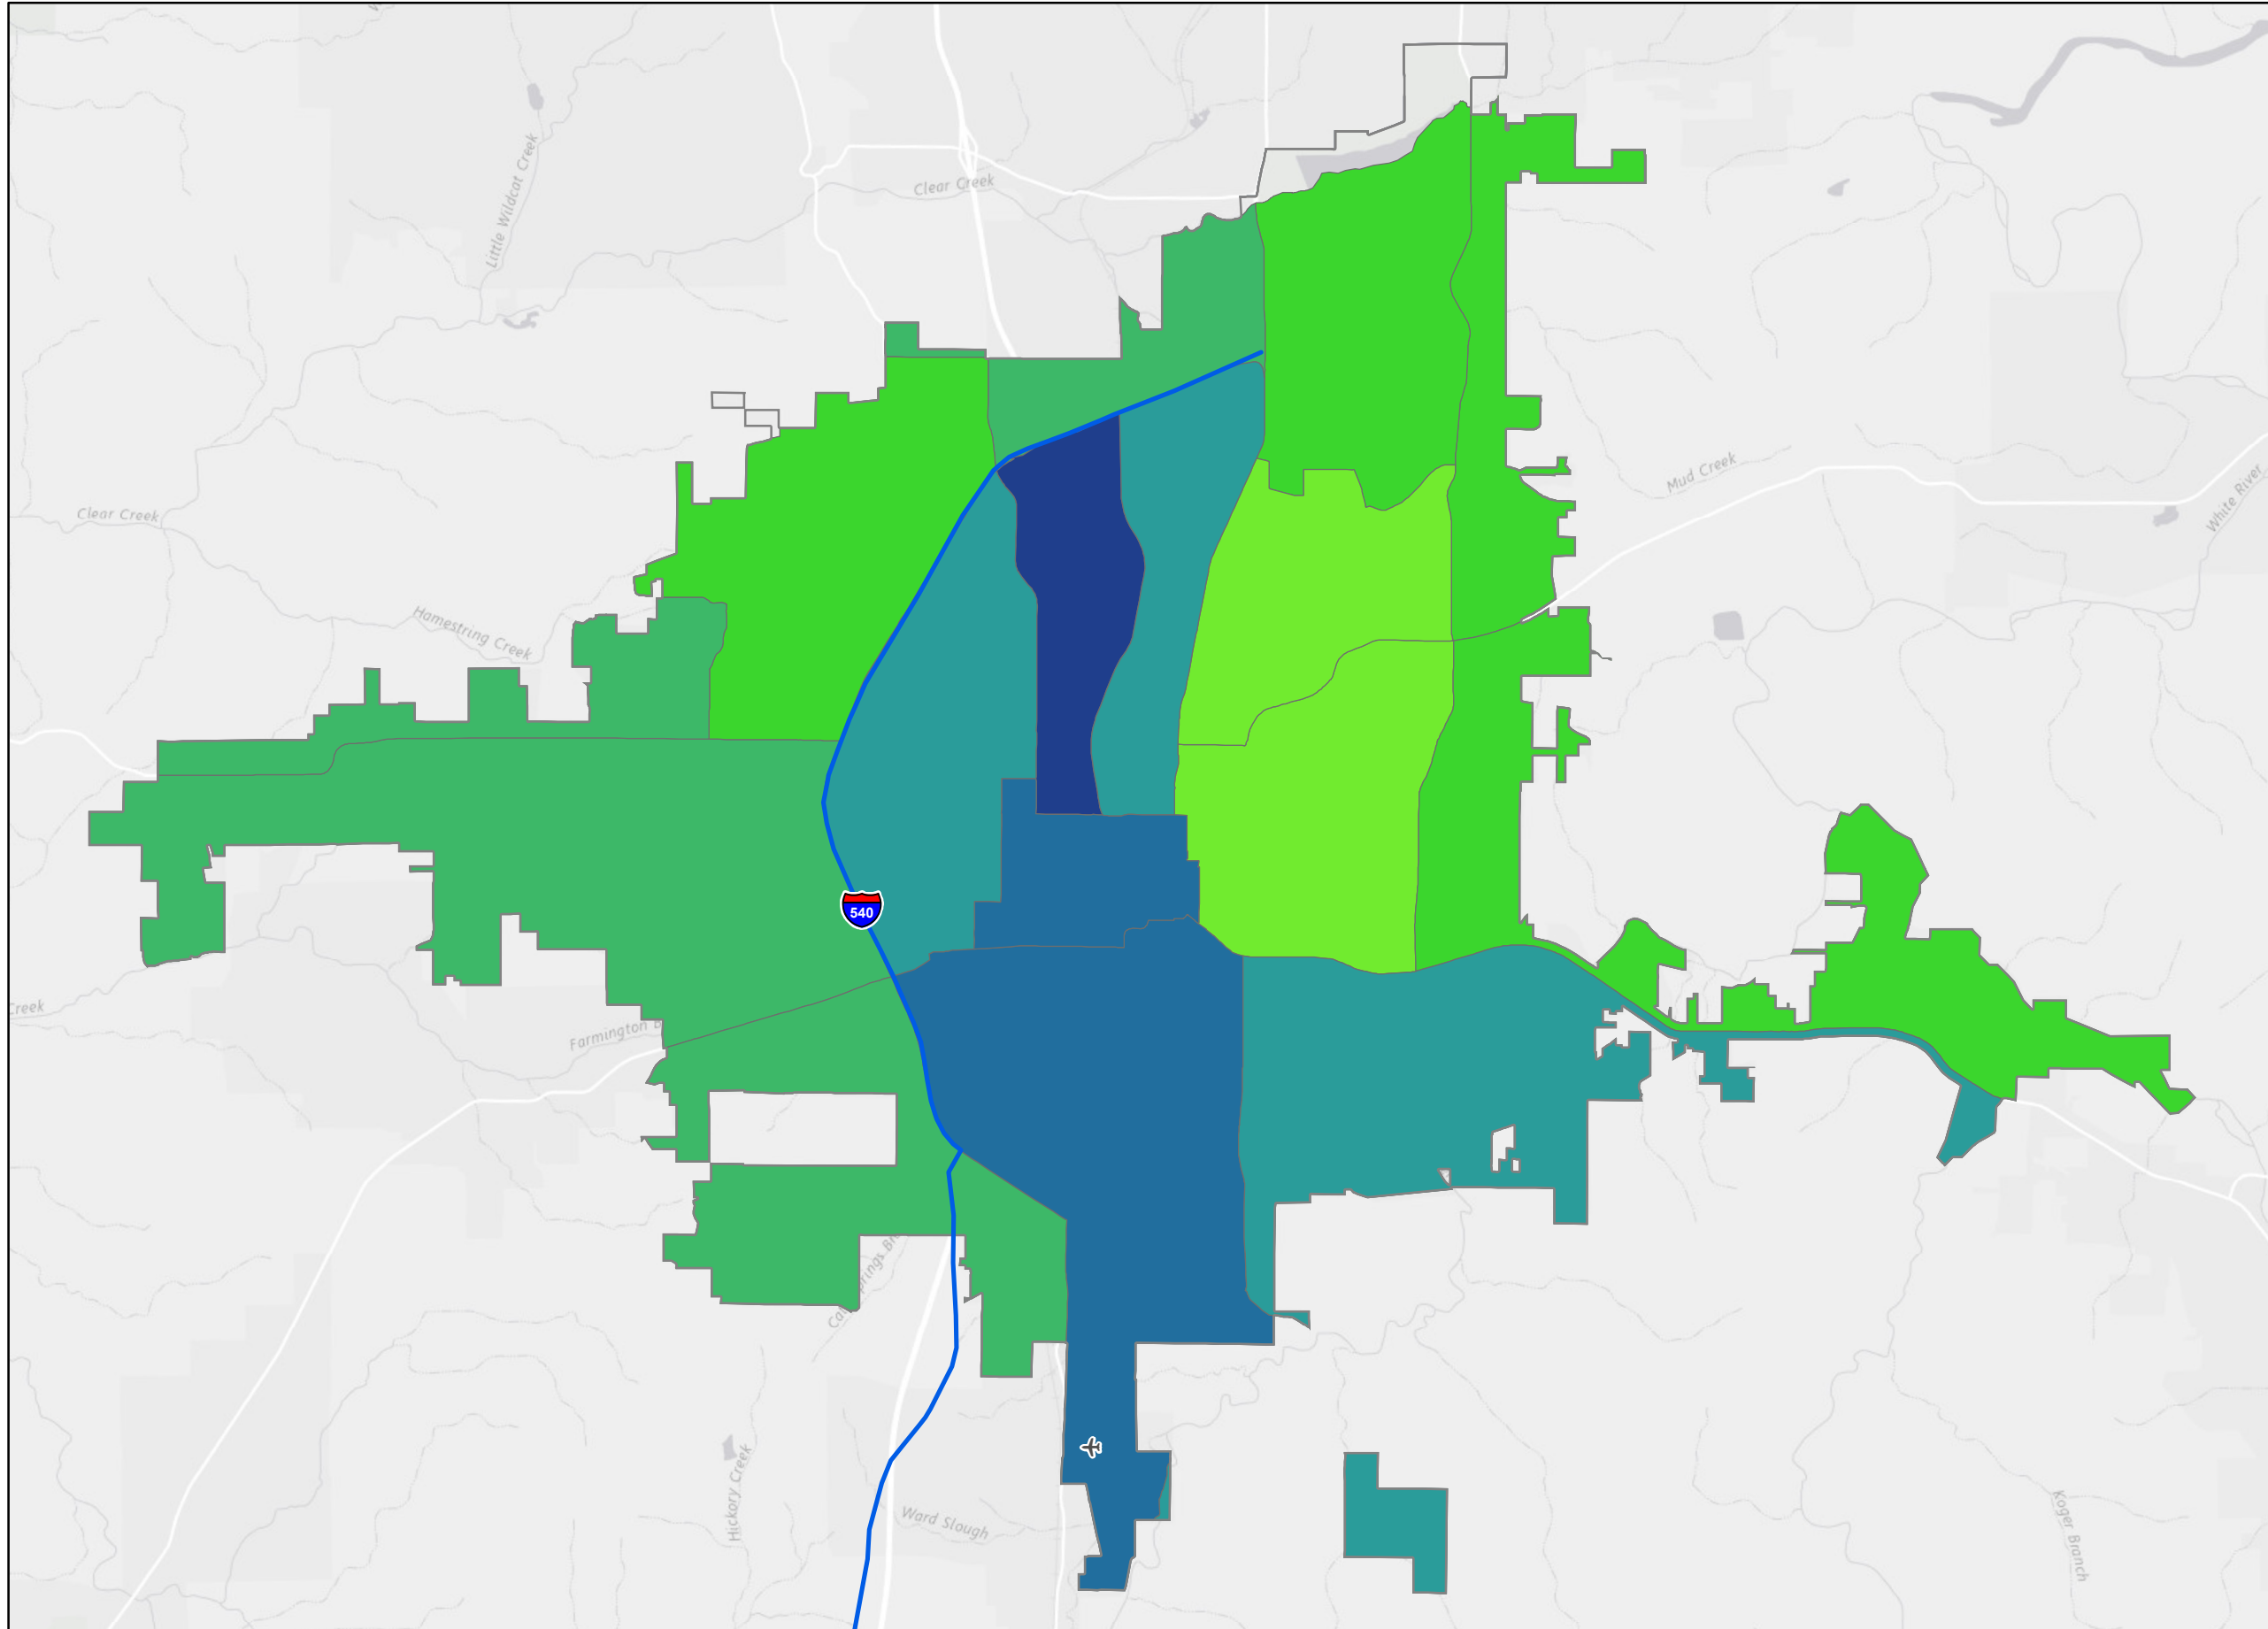 Little Wildcat Creek
Clear Creek
Mud Creek
White River
Clear Creek
Hamestring Creek
540
Creek
Farmington B
Hickory Creek
Ward Slough
Koger Branch